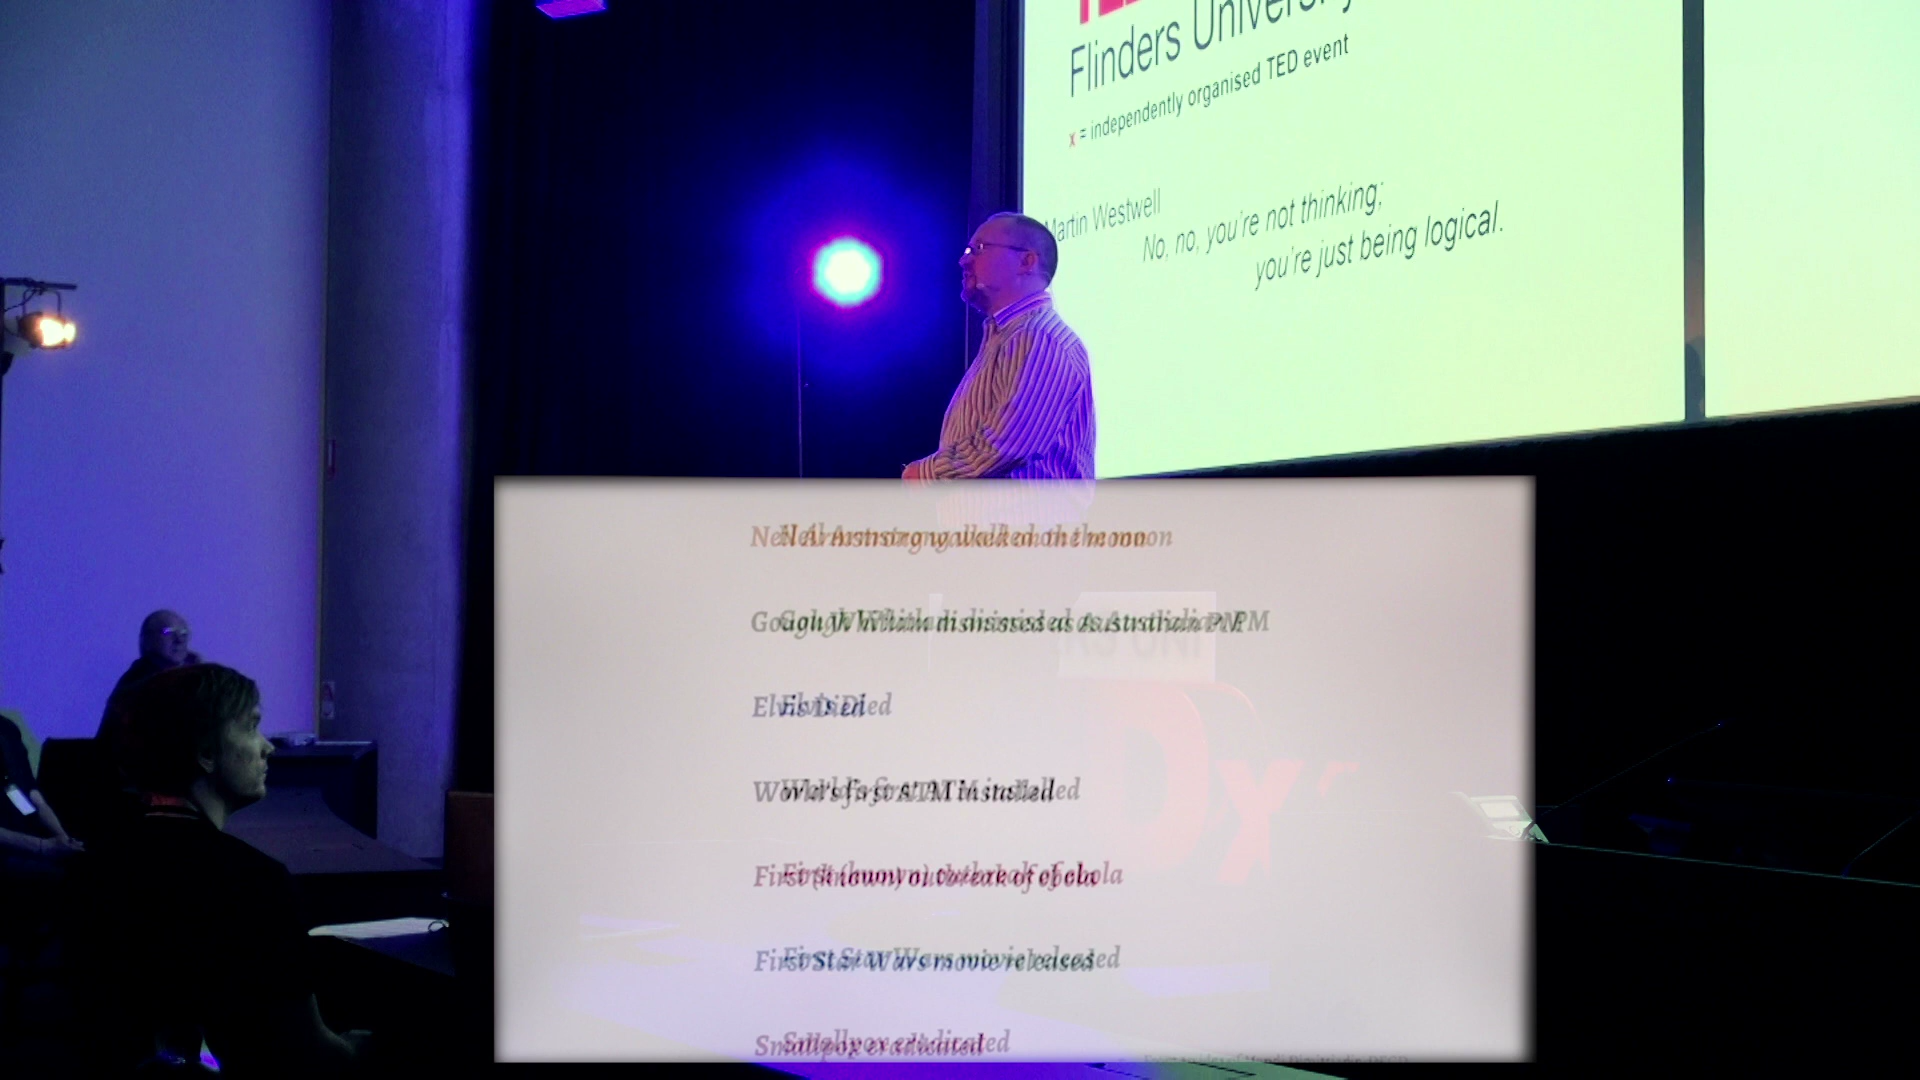 Flinders University
x = independently organised TED event
Martin Westwell
No, no, you're not thinking;
you're just being logical.
Neil Armstrong walked on the moon
Gough Whitlam dismissed as Australian PM
Elvis Died
World's first ATM installed
First (known) outbreak of ebola
First Star Wars movie released
Smallpox eradicated
Dx